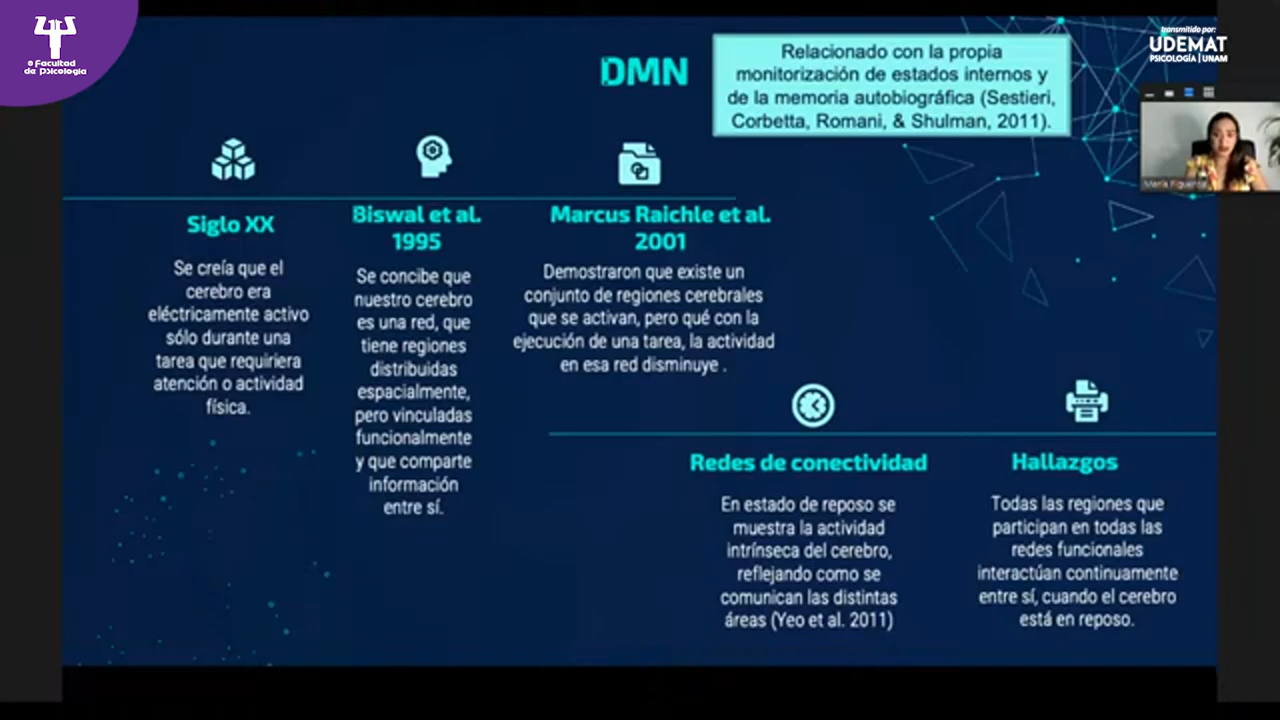 Facultad
de Psicología
transmitido por:
UDEMAT
PSICOLOGÍA | UNAM
DMN
Relacionado con la propia
monitorización de estados internos y
de la memoria autobiográfica (Sestieri,
Corbetta, Romani, & Shulman, 2011).
Siglo XX
Se creía que el
cerebro era
eléctricamente activo
sólo durante una
tarea que requiriera
atención o actividad
física.
Biswal et al.
1995
Se concibe que
nuestro cerebro
es una red, que
tiene regiones
distribuidas
espacialmente,
pero vinculadas
funcionalmente
y que comparte
información
entre sí.
Marcus Raichle et al.
2001
Demostraron que existe un
conjunto de regiones cerebrales
que se activan, pero qué con la
ejecución de una tarea, la actividad
en esa red disminuye .
Redes de conectividad
En estado de reposo se
muestra la actividad
intrínseca del cerebro,
reflejando como se
comunican las distintas
áreas (Yeo et al. 2011)
Hallazgos
Todas las regiones que
participan en todas las
redes funcionales
interactúan continuamente
entre sí, cuando el cerebro
está en reposo.